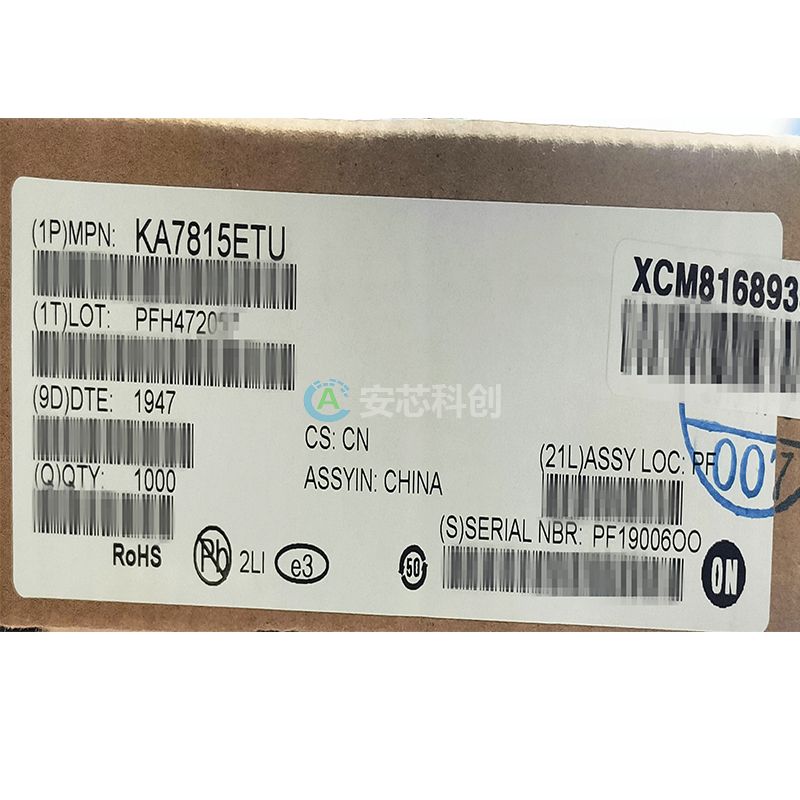 (1P)MPN: KA7815ETU
XCM816893
(1T)LOT: PFH4720
(9D)DTE: 1947
A 安芯科创
CS: CN
(Q)QTY: 1000
ASSYIN: CHINA
(21L)ASSY LOC: PF
007
(S)SERIAL NBR: PF19006OO
RoHS
Pb 2LI e3
50
ON